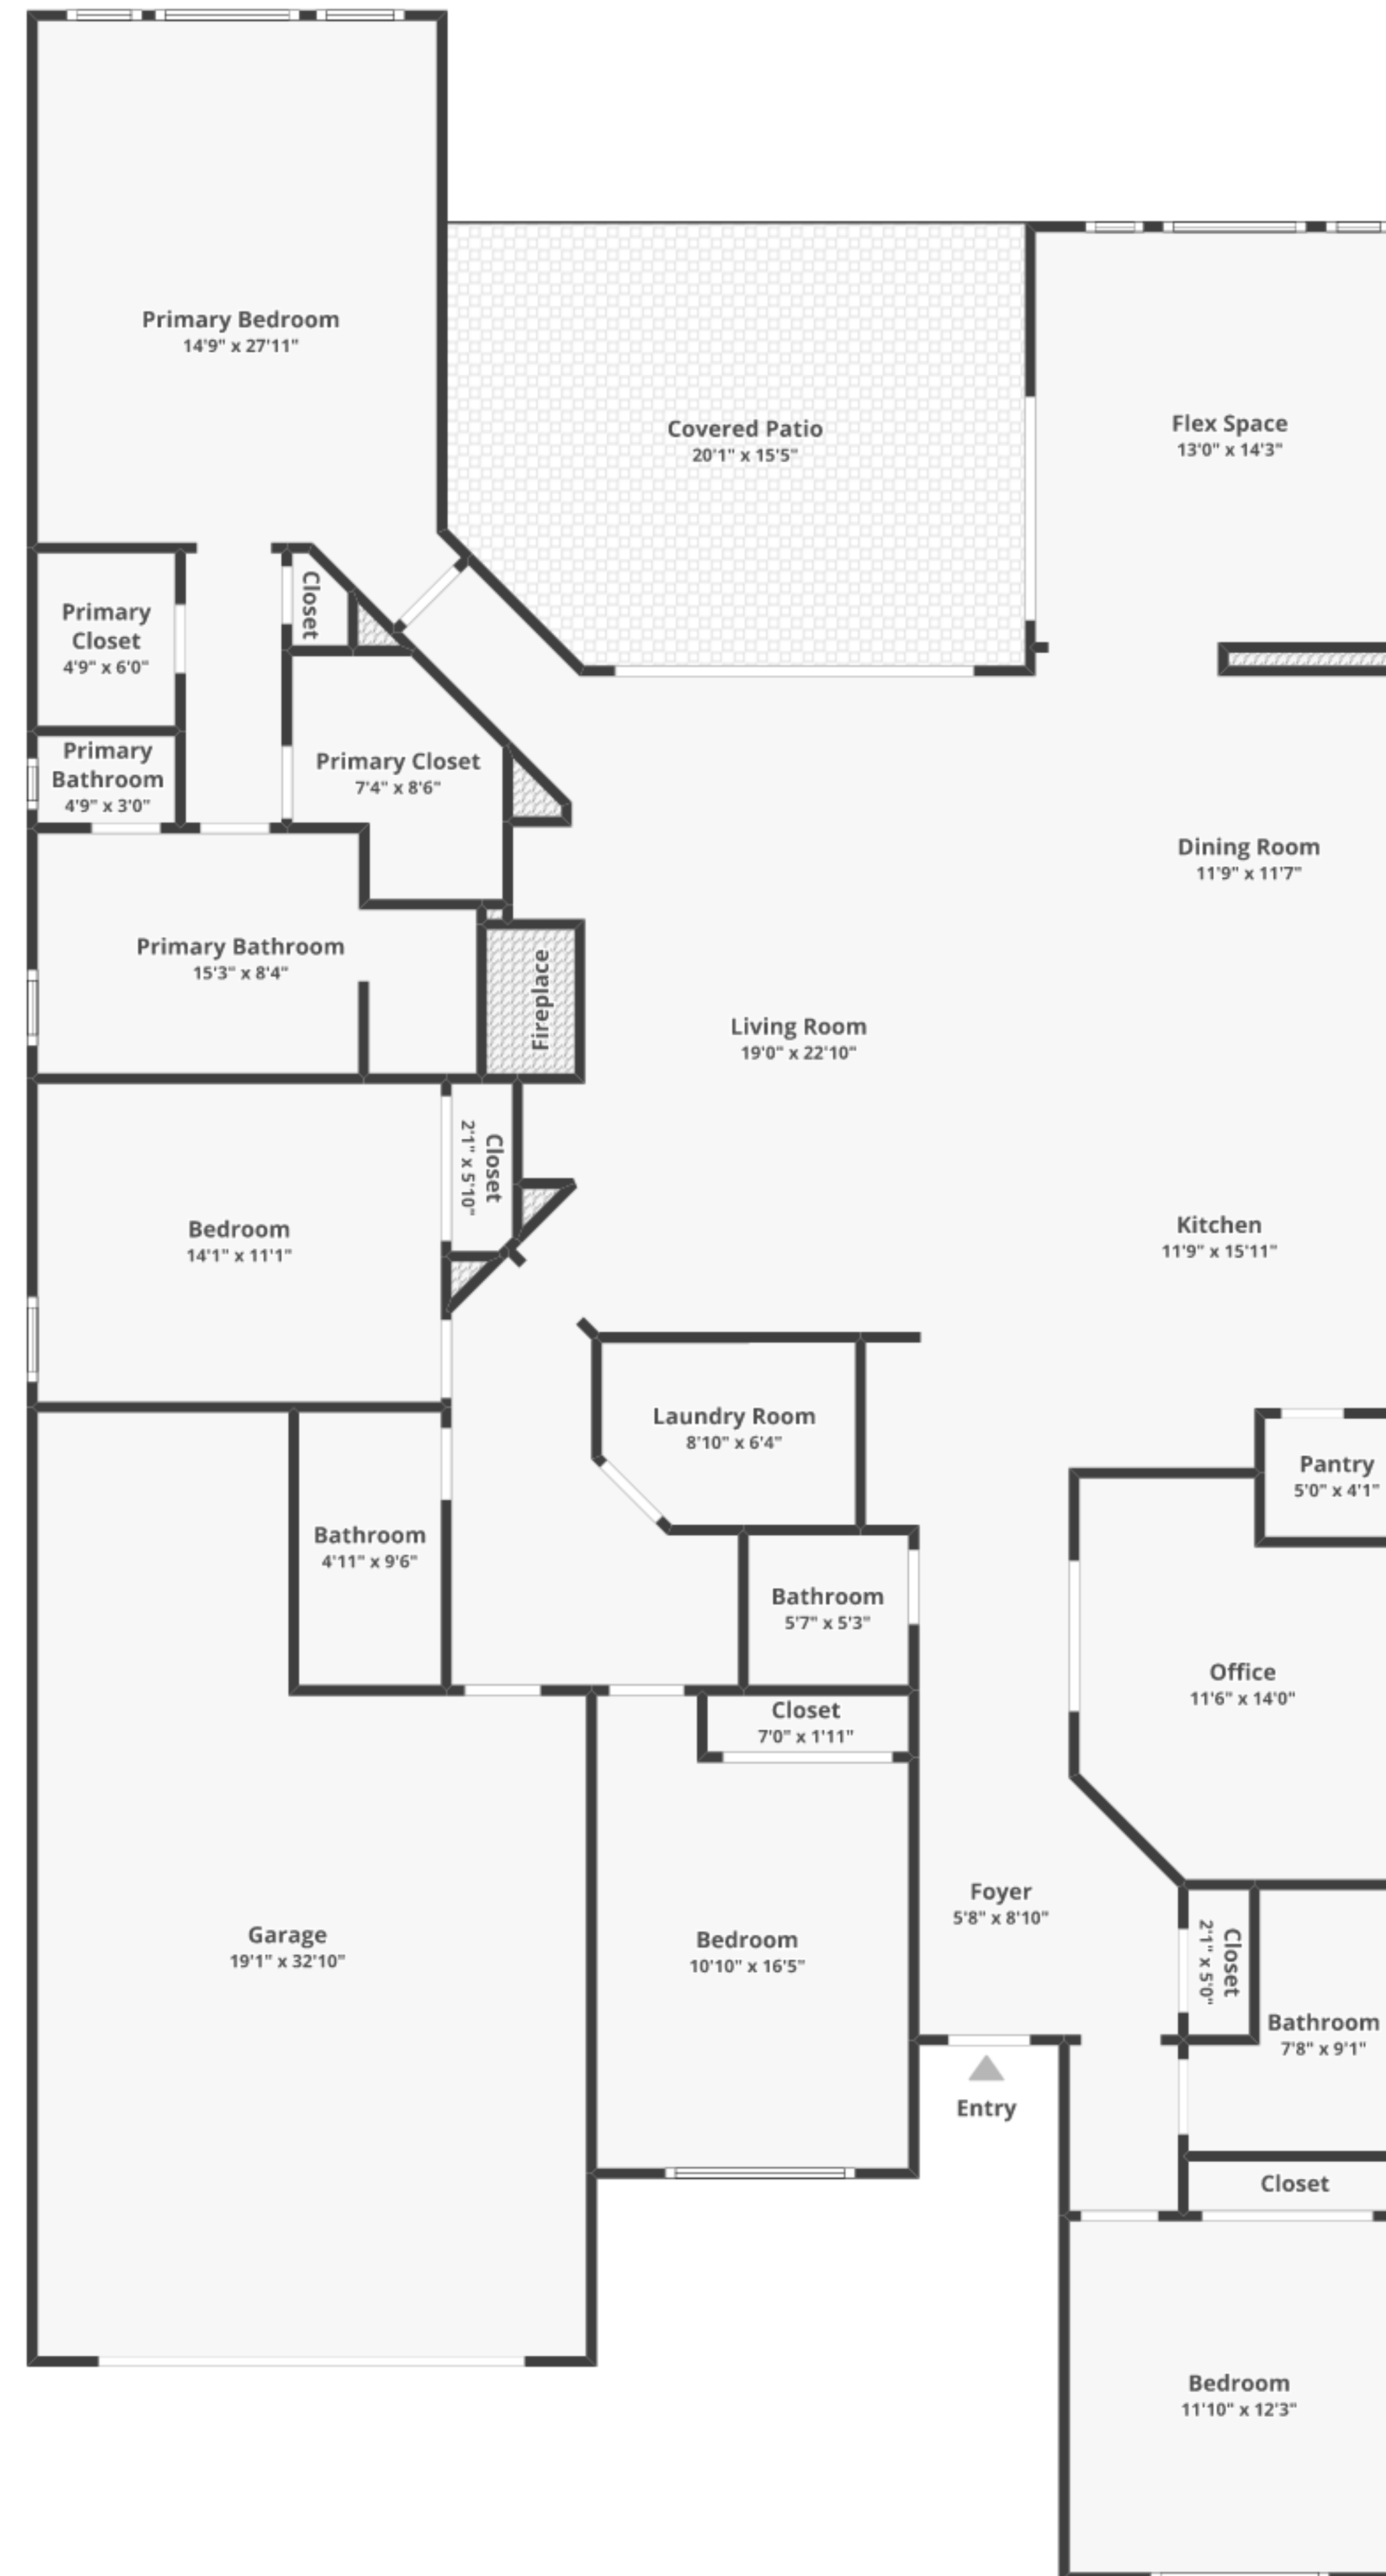 Primary Bedroom
14'9" x 27'11"
Covered Patio
20'1" x 15'5"
Flex Space
13'0" x 14'3"
Closet
Primary
Closet
4'9" x 6'0"
Primary
Bathroom
4'9" x 3'0"
Primary Closet
7'4" x 8'6"
Dining Room
11'9" x 11'7"
Primary Bathroom
15'3" x 8'4"
Fireplace
Living Room
19'0" x 22'10"
Closet
2'1" x 5'10"
Bedroom
14'1" x 11'1"
Kitchen
11'9" x 15'11"
Laundry Room
8'10" x 6'4"
Pantry
5'0" x 4'1"
Bathroom
4'11" x 9'6"
Bathroom
5'7" x 5'3"
Office
11'6" x 14'0"
Closet
7'0" x 1'11"
Foyer
5'8" x 8'10"
Garage
19'1" x 32'10"
Bedroom
10'10" x 16'5"
Closet
2'1" x 5'0"
Bathroom
7'8" x 9'1"
Entry
Closet
Bedroom
11'10" x 12'3"